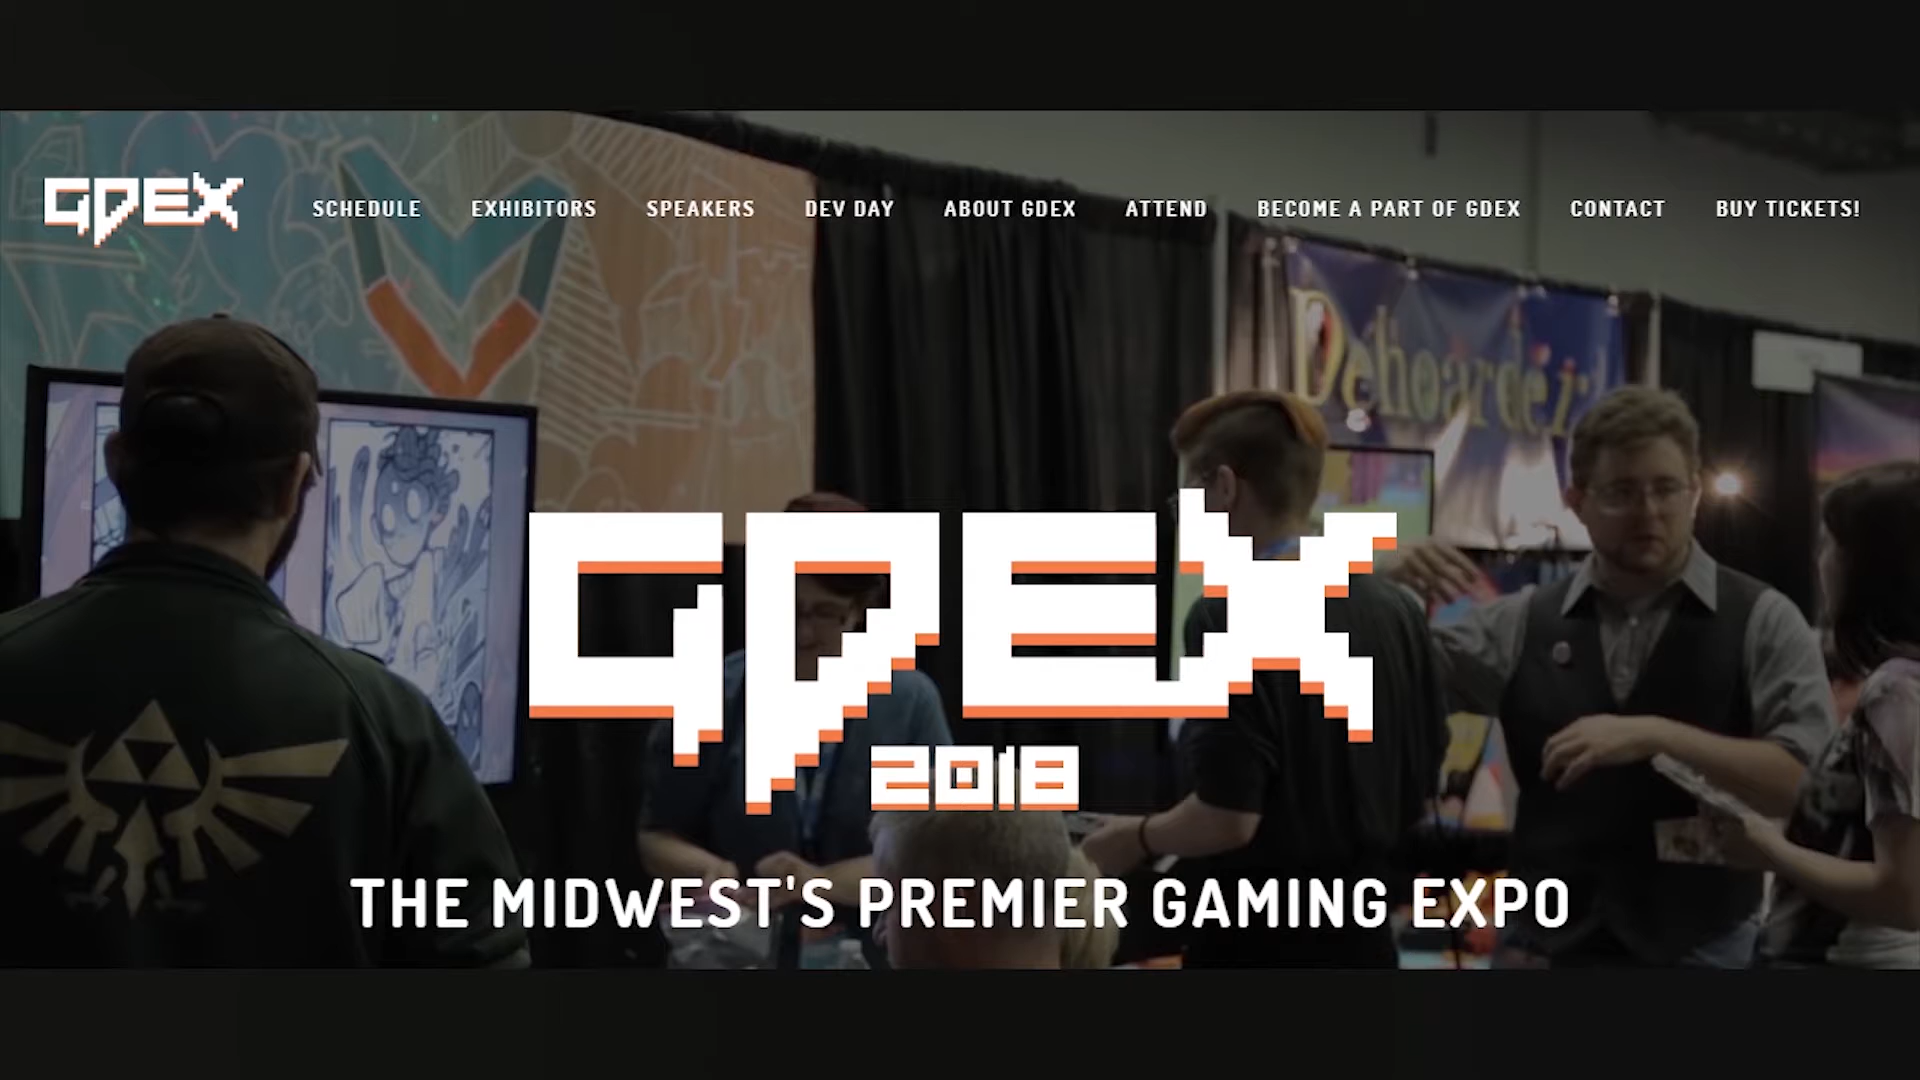 GDEX SCHEDULE EXHIBITORS SPEAKERS DEV DAY ABOUT GDEX ATTEND BECOME A PART OF GDEX CONTACT BUY TICKETS!
Dehoarder
GDEX
2018
THE MIDWEST'S PREMIER GAMING EXPO